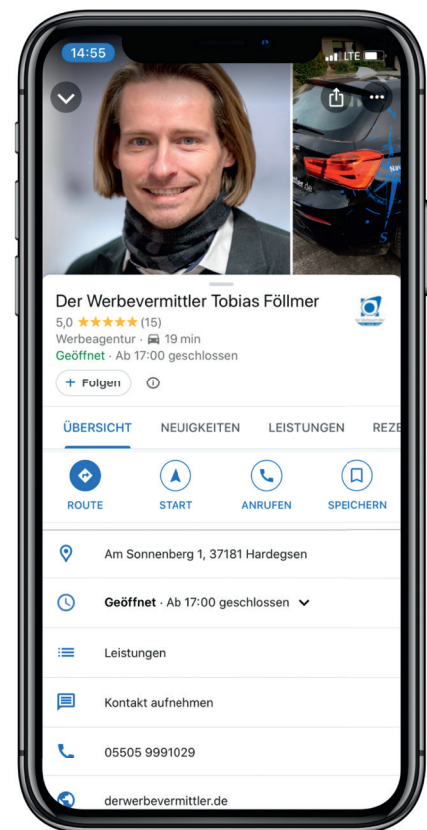 14:55
LTE
Der Werbevermittler Tobias Föllmer
5,0 ★★★★★ (15)
Werbeagentur · 19 min
Geöffnet · Ab 17:00 geschlossen
+ Folgen
ÜBERSICHT NEUIGKEITEN LEISTUNGEN REZE
ROUTE START ANRUFEN SPEICHERN
Am Sonnenberg 1, 37181 Hardegsen
Geöffnet · Ab 17:00 geschlossen
Leistungen
Kontakt aufnehmen
05505 9991029
derwerbevermittler.de